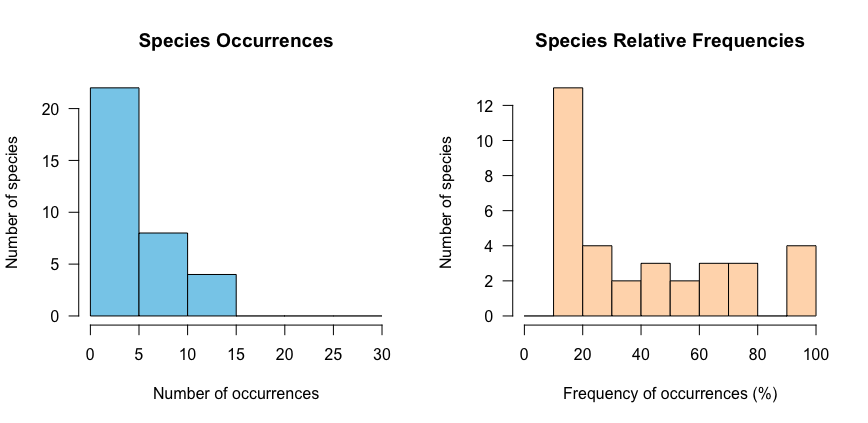 Species Occurrences
Number of species
20
15
10
5
0
0 5 10 15 20 25 30
Number of occurrences
Species Relative Frequencies
Number of species
12
10
8
6
4
2
0
0 20 40 60 80 100
Frequency of occurrences (%)